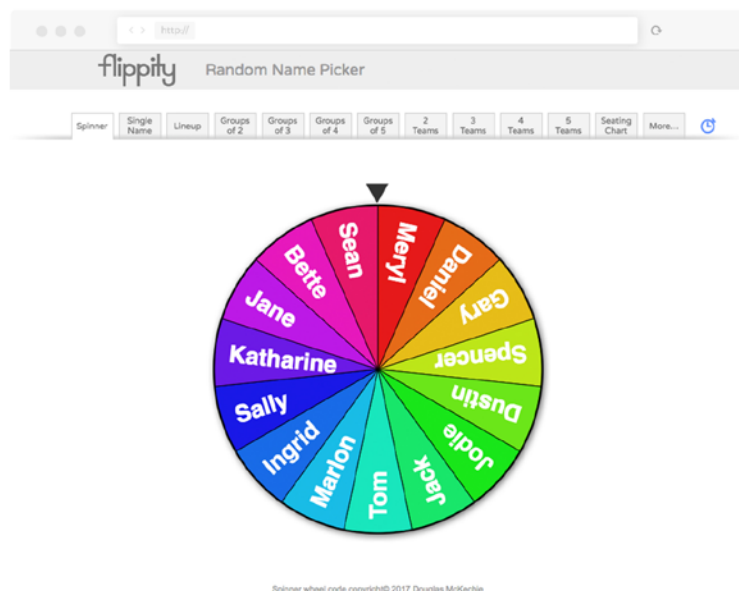 http://
flippity Random Name Picker
Spinner
Single
Name
Lineup
Groups
of 2
Groups
of 3
Groups
of 4
Groups
of 5
2
Teams
3
Teams
4
Teams
5
Teams
Seating
Chart
More...
Meryl
Daniel
Gary
Spencer
Dustin
Jodie
Jack
Tom
Marlon
Ingrid
Sally
Katharine
Jane
Bette
Sean
Spinner wheel code copyright© 2017 Douglas McKechie